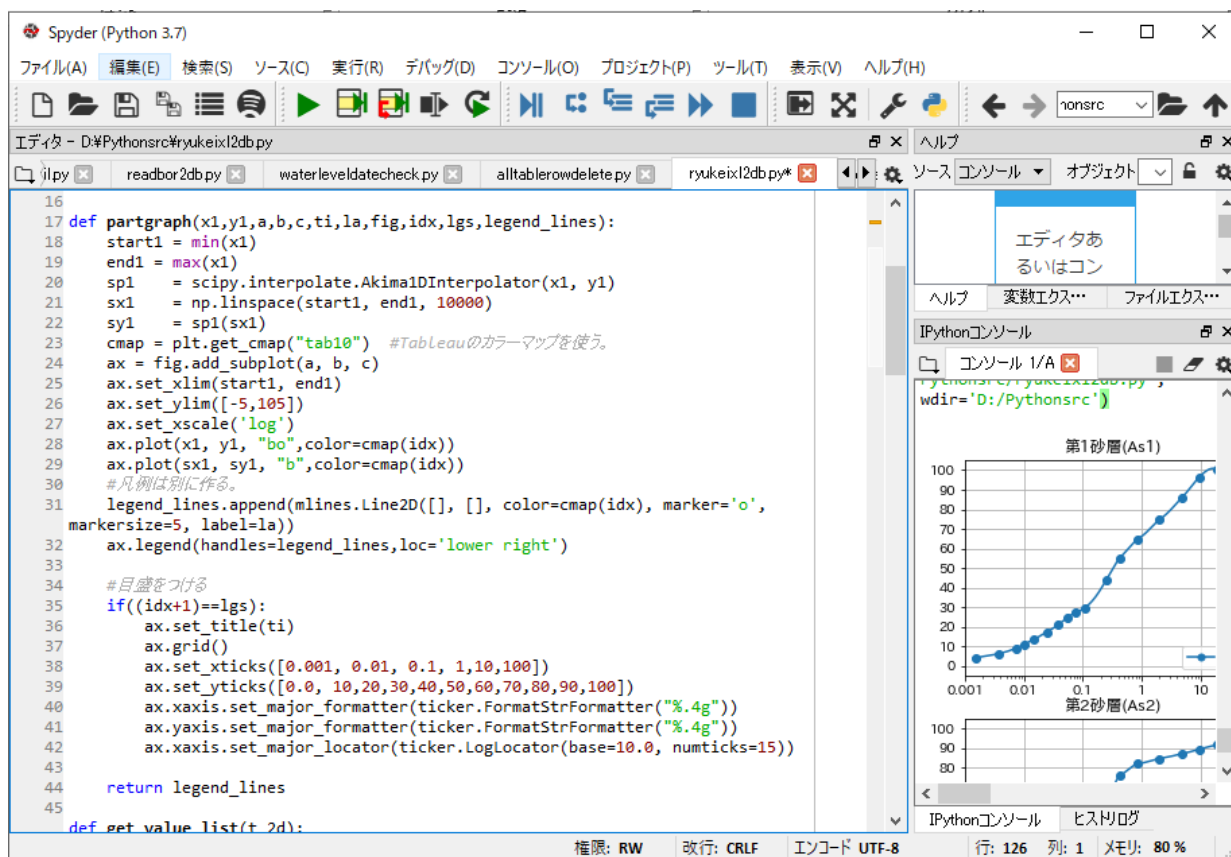 Spyder (Python 3.7)
ファイル(A) 編集(E) 検索(S) ソース(C) 実行(R) デバッグ(D) コンソール(O) プロジェクト(P) ツール(T) 表示(V) ヘルプ(H)
honsrc
エディタ - D:¥Pythonsrc¥ryukeixl2db.py
il.py readbor2db.py waterleveldatecheck.py alltablerowdelete.py ryukeixl2db.py*
16
17 def partgraph(x1,y1,a,b,c,ti,la,fig,idx,lgs,legend_lines):
18     start1 = min(x1)
19     end1 = max(x1)
20     sp1    = scipy.interpolate.Akima1DInterpolator(x1, y1)
21     sx1    = np.linspace(start1, end1, 10000)
22     sy1    = sp1(sx1)
23     cmap = plt.get_cmap("tab10")  #Tableauのカラーマップを使う。
24     ax = fig.add_subplot(a, b, c)
25     ax.set_xlim(start1, end1)
26     ax.set_ylim([-5,105])
27     ax.set_xscale('log')
28     ax.plot(x1, y1, "bo",color=cmap(idx))
29     ax.plot(sx1, sy1, "b",color=cmap(idx))
30     #凡例は別に作る。
31     legend_lines.append(mlines.Line2D([], [], color=cmap(idx), marker='o',
markersize=5, label=la))
32     ax.legend(handles=legend_lines,loc='lower right')
33
34     #目盛をつける
35     if((idx+1)==lgs):
36         ax.set_title(ti)
37         ax.grid()
38         ax.set_xticks([0.001, 0.01, 0.1, 1,10,100])
39         ax.set_yticks([0.0, 10,20,30,40,50,60,70,80,90,100])
40         ax.xaxis.set_major_formatter(ticker.FormatStrFormatter("%.4g"))
41         ax.yaxis.set_major_formatter(ticker.FormatStrFormatter("%.4g"))
42         ax.xaxis.set_major_locator(ticker.LogLocator(base=10.0, numticks=15))
43
44     return legend_lines
45
def get_value_list(t_2d):
ヘルプ
ソース コンソール オブジェクト
エディタあ
るいはコン
ヘルプ 変数エクス… ファイルエクス…
IPythonコンソール
コンソール 1/A
Pythonsrc/ryukeixl2db.py',
wdir='D:/Pythonsrc')
第1砂層(As1)
100
90
80
70
60
50
40
30
20
10
0
0.001 0.01 0.1 1 10
第2砂層(As2)
100
90
80
IPythonコンソール ヒストリログ
権限: RW 改行: CRLF エンコード UTF-8 行: 126 列: 1 メモリ: 80 %